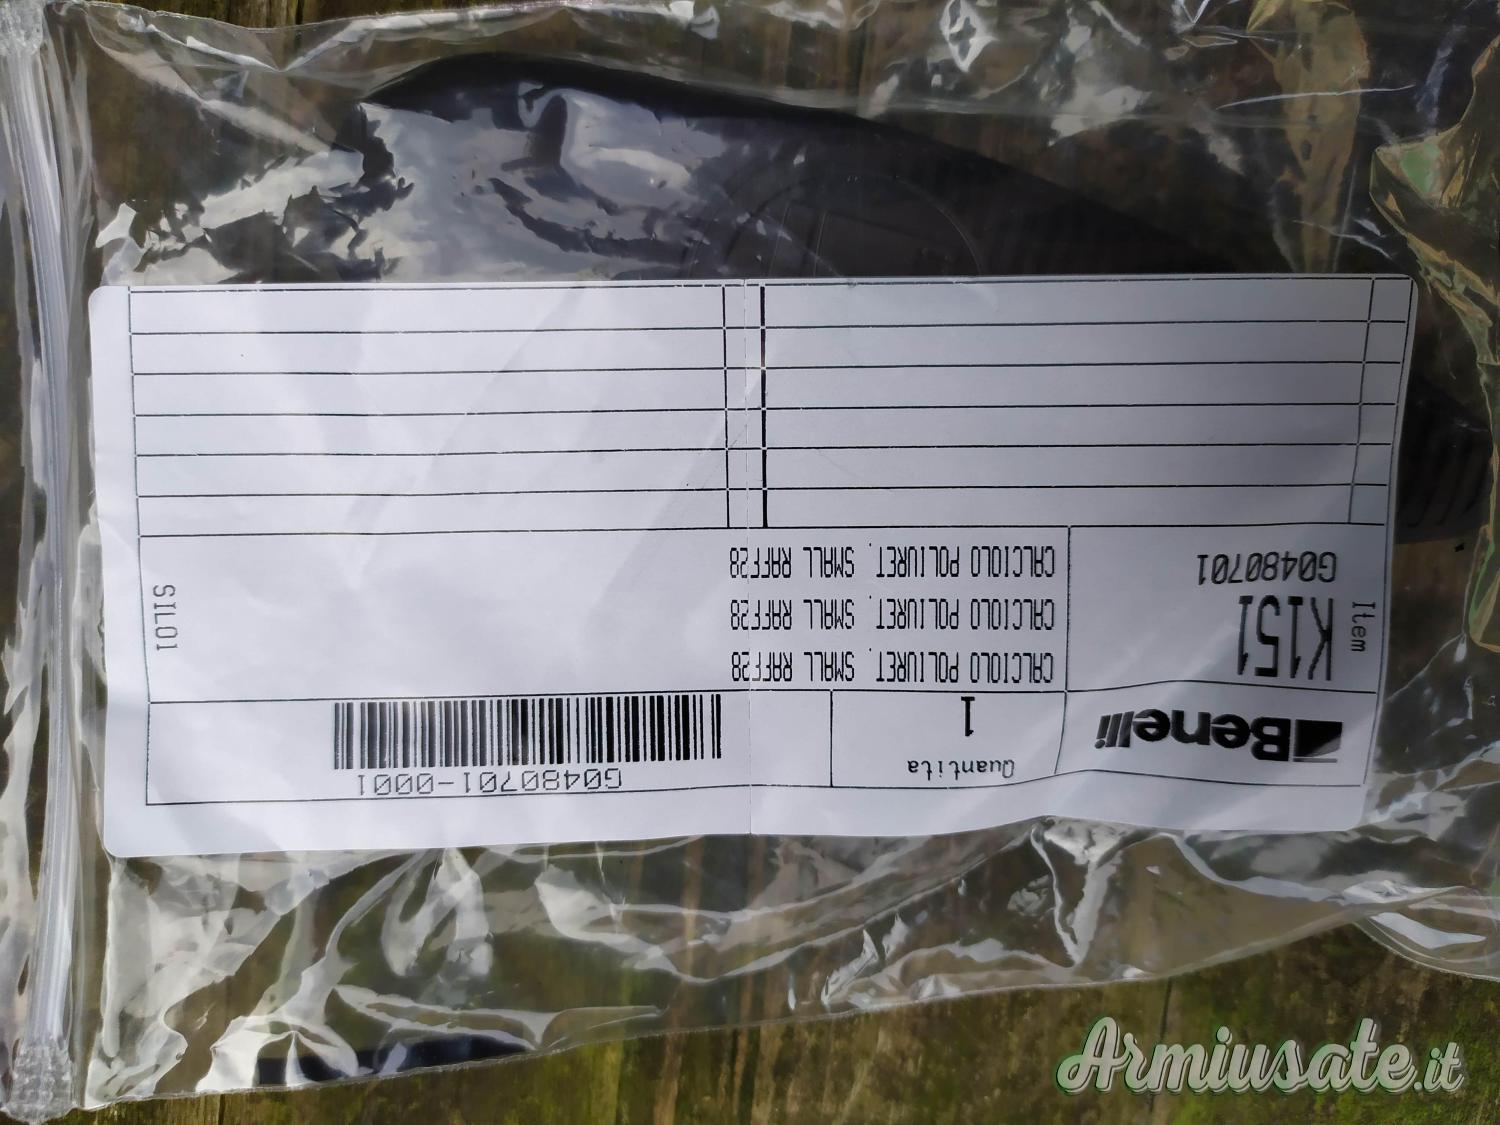 G0480701-0001
Benelli
Quantita
1
Item
K151
G0480701
CALCIOLO POLIURET. SMALL RAFF28
CALCIOLO POLIURET. SMALL RAFF28
CALCIOLO POLIURET. SMALL RAFF28
SIL01
Armiusate.it